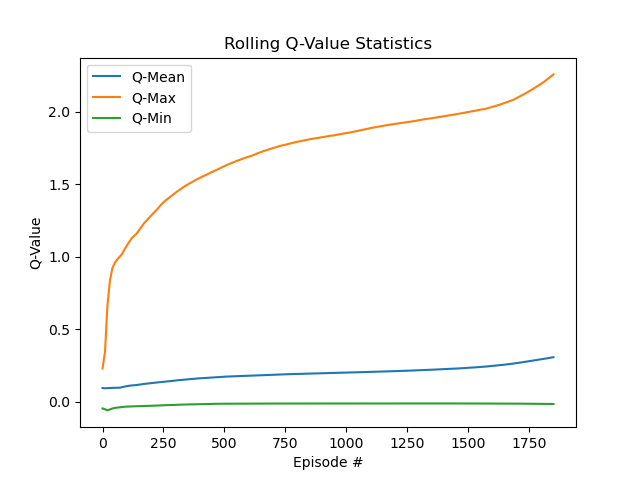 Rolling Q-Value Statistics
Q-Mean
Q-Max
Q-Min
Q-Value
2.0
1.5
1.0
0.5
0.0
0 250 500 750 1000 1250 1500 1750
Episode #